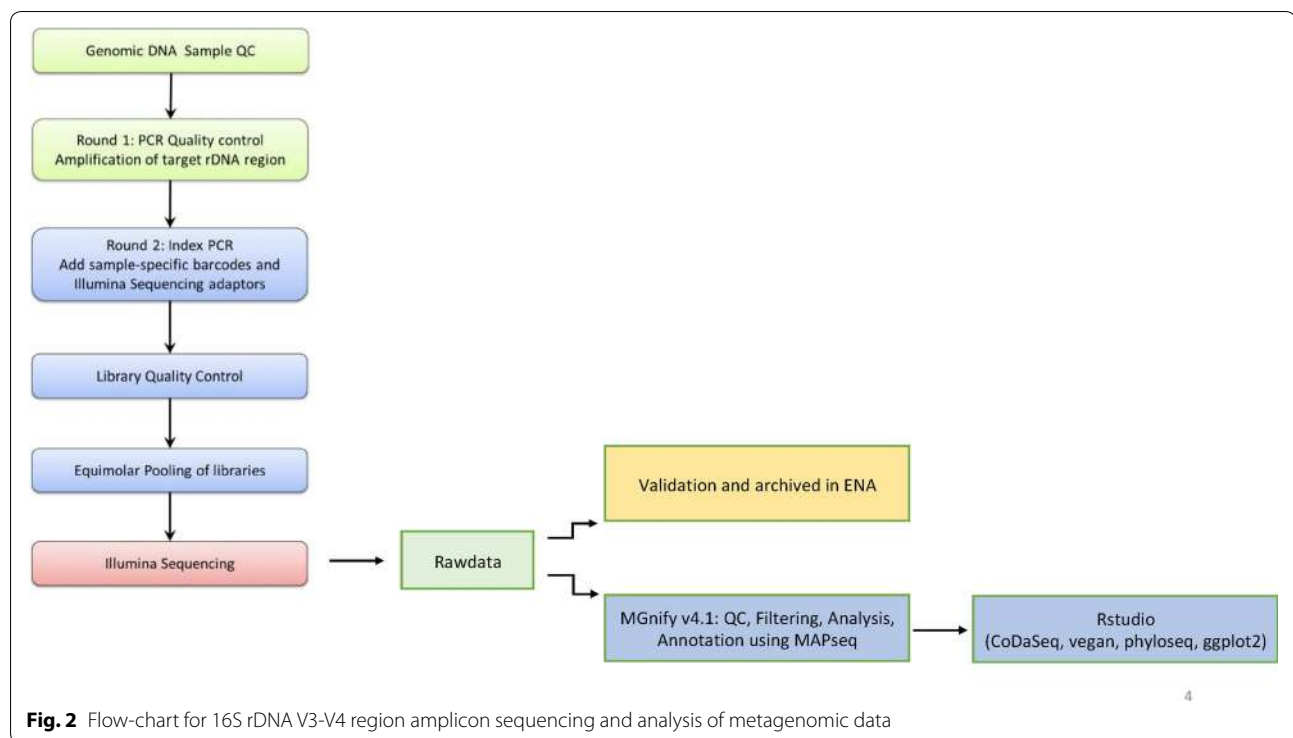 Genomic DNA Sample QC
Round 1: PCR Quality control
Amplification of target rDNA region
Round 2: Index PCR
Add sample-specific barcodes and
Illumina Sequencing adaptors
Library Quality Control
Equimolar Pooling of libraries
Illumina Sequencing
Rawdata
Validation and archived in ENA
MGnify v4.1: QC, Filtering, Analysis,
Annotation using MAPseq
Rstudio
(CoDaSeq, vegan, phyloseq, ggplot2)
4
Fig. 2 Flow-chart for 16S rDNA V3-V4 region amplicon sequencing and analysis of metagenomic data